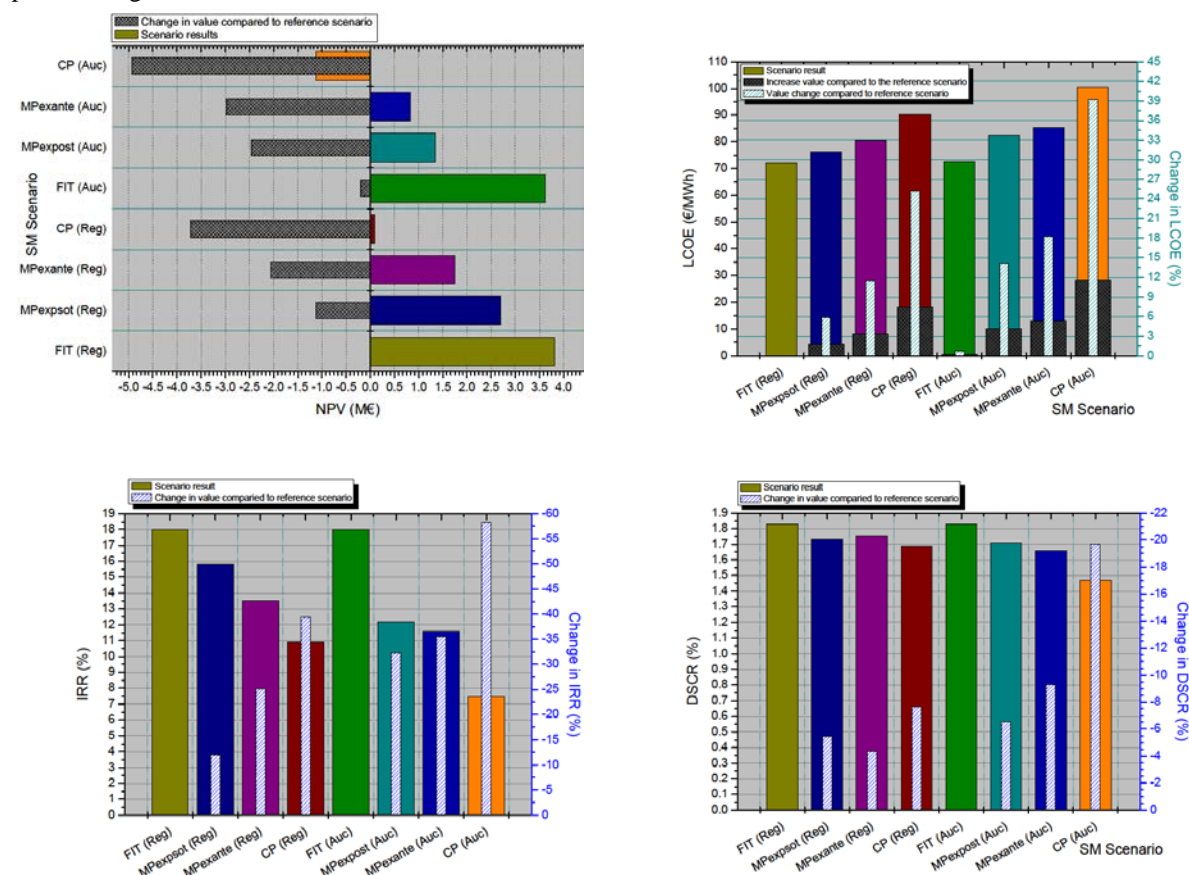 Change in value compared to reference scenario
Scenario results
CP (Auc)
MPexante (Auc)
MPexpost (Auc)
FIT (Auc)
CP (Reg)
MPexante (Reg)
MPexpsot (Reg)
FIT (Reg)
SM Scenario
-5.0 -4.5 -4.0 -3.5 -3.0 -2.5 -2.0 -1.5 -1.0 -0.5 0.0 0.5 1.0 1.5 2.0 2.5 3.0 3.5 4.0
NPV (M€)
Scenario result
Increase value compared to the reference scenario
Value change compared to reference scenario
110
100
90
80
70
60
50
40
30
20
10
0
LCOE (€/MWh)
45
42
39
36
33
30
27
24
21
18
15
12
9
6
3
0
Change in LCOE (%)
FIT (Reg)
MPexpsot (Reg)
MPexante (Reg)
CP (Reg)
FIT (Auc)
MPexpost (Auc)
MPexante (Auc)
CP (Auc)
SM Scenario
Scenario result
Change in value comparied to reference scenario
19
18
17
16
15
14
13
12
11
10
9
8
7
6
5
4
3
2
1
0
IRR (%)
-60
-55
-50
-45
-40
-35
-30
-25
-20
-15
-10
-5
0
Change in IRR (%)
FIT (Reg)
MPexpsot (Reg)
MPexante (Reg)
CP (Reg)
FIT (Auc)
MPexpost (Auc)
MPexante (Auc)
CP (Auc)
Scenario result
Change in value comparied to reference scenario
1.9
1.8
1.7
1.6
1.5
1.4
1.3
1.2
1.1
1.0
0.9
0.8
0.7
0.6
0.5
0.4
0.3
0.2
0.1
0.0
DSCR (%)
-22
-20
-18
-16
-14
-12
-10
-8
-6
-4
-2
0
Change in DSCR (%)
FIT (Reg)
MPexpsot (Reg)
MPexante (Reg)
CP (Reg)
FIT (Auc)
MPexpost (Auc)
MPexante (Auc)
CP (Auc)
SM Scenario